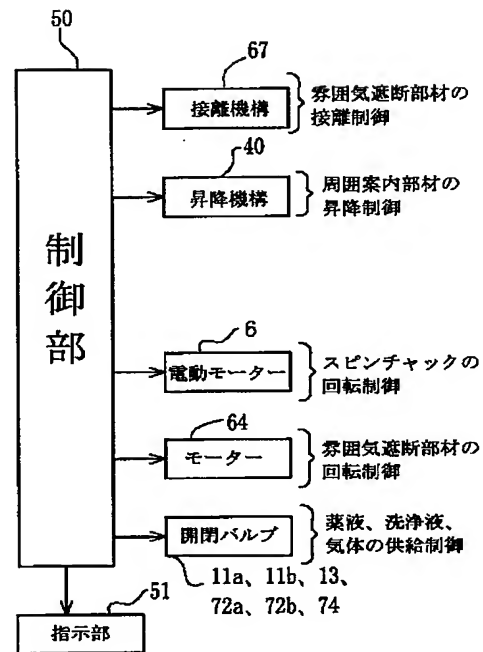 50
制御部
67
接離機構
雰囲気遮断部材の
接離制御
40
昇降機構
周囲案内部材の
昇降制御
6
電動モーター
スピンチャックの
回転制御
64
モーター
雰囲気遮断部材の
回転制御
開閉バルブ
薬液、洗浄液、
気体の供給制御
11a、11b、13、
72a、72b、74
51
指示部